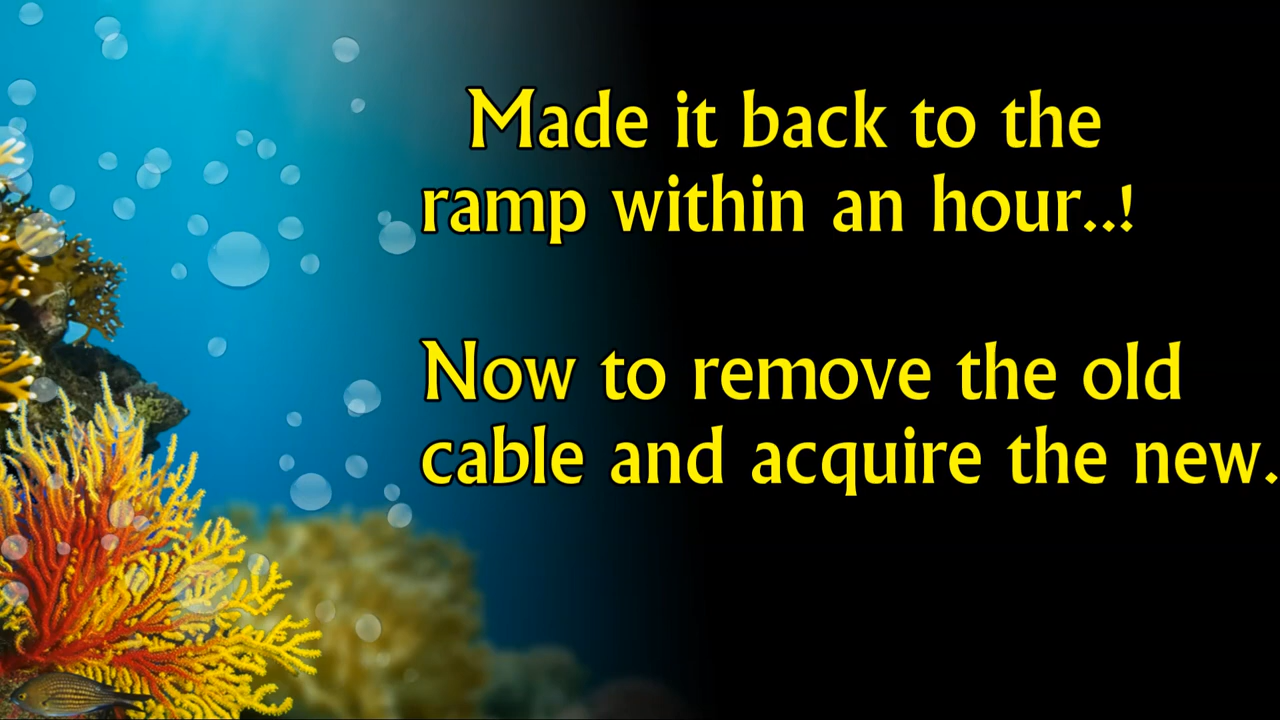 Made it back to the
ramp within an hour..!
Now to remove the old
cable and acquire the new.